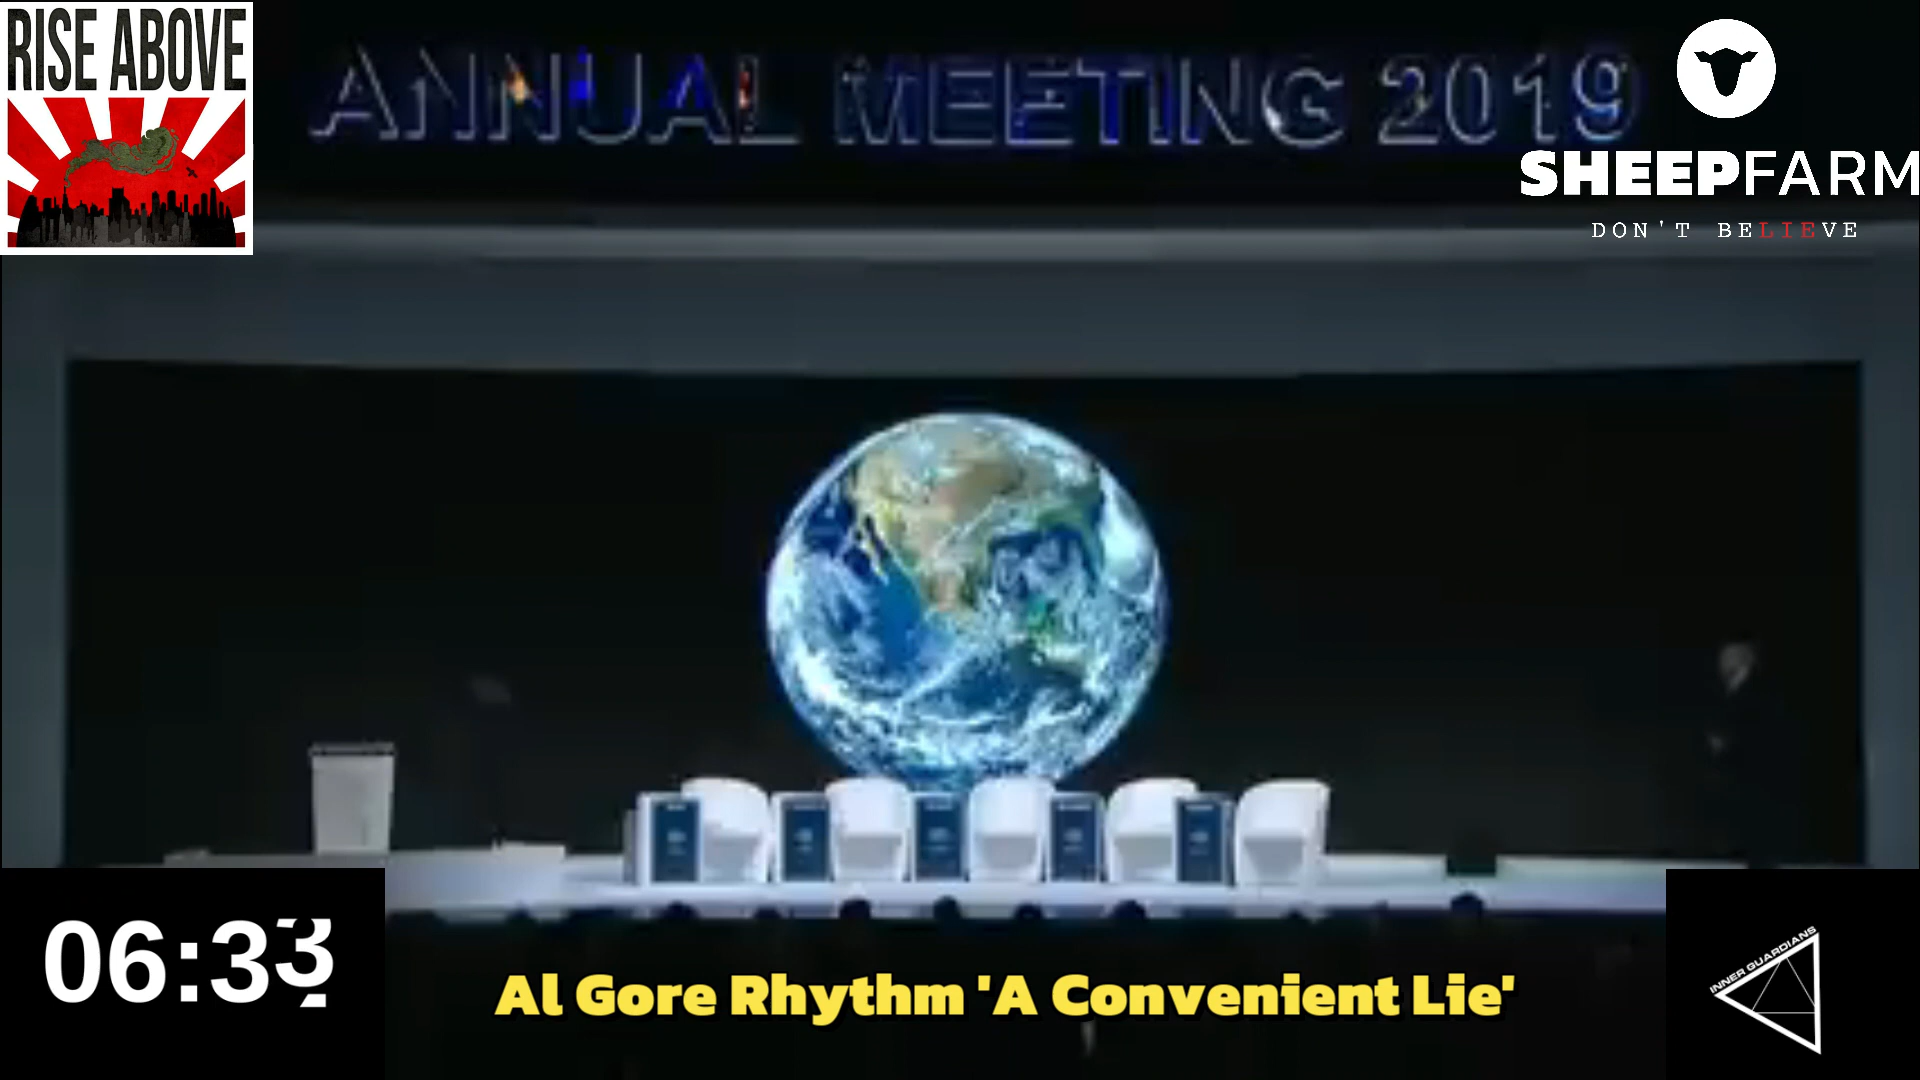 RISE ABOVE
ANNUAL MEETING 2019
SHEEPFARM
DON'T BELIEVE
06:33
Al Gore Rhythm 'A Convenient Lie'
INNER GUARDIANS